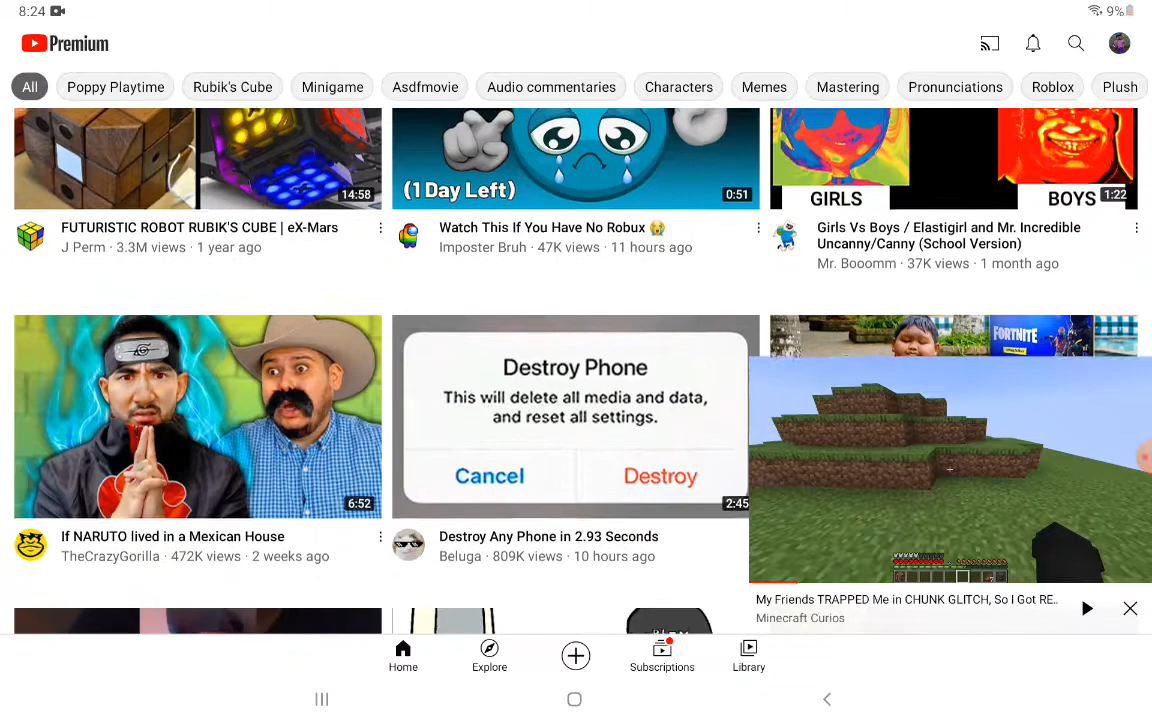 8:24 9%
Premium
All Poppy Playtime Rubik's Cube Minigame Asdfmovie Audio commentaries Characters Memes Mastering Pronunciations Roblox Plush
14:58
(1 Day Left)
0:51
GIRLS BOYS 1:22
FUTURISTIC ROBOT RUBIK'S CUBE | eX-Mars
J Perm · 3.3M views · 1 year ago
Watch This If You Have No Robux 😭
Imposter Bruh · 47K views · 11 hours ago
Girls Vs Boys / Elastigirl and Mr. Incredible
Uncanny/Canny (School Version)
Mr. Booomm · 37K views · 1 month ago
6:52
Destroy Phone
This will delete all media and data,
and reset all settings.
Cancel Destroy
2:45
FORTNITE
If NARUTO lived in a Mexican House
TheCrazyGorilla · 472K views · 2 weeks ago
Destroy Any Phone in 2.93 Seconds
Beluga · 809K views · 10 hours ago
My Friends TRAPPED Me in CHUNK GLITCH, So I Got RE..
Minecraft Curios
Home Explore Subscriptions Library